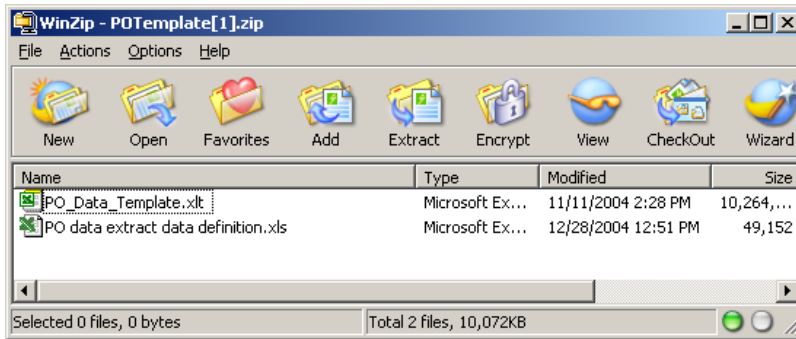 WinZip - POTemplate[1].zip
File Actions Options Help
New Open Favorites Add Extract Encrypt View CheckOut Wizard
Name Type Modified Size
PO_Data_Template.xlt Microsoft Ex... 11/11/2004 2:28 PM 10,264,...
PO data extract data definition.xls Microsoft Ex... 12/28/2004 12:51 PM 49,152
Selected 0 files, 0 bytes Total 2 files, 10,072KB